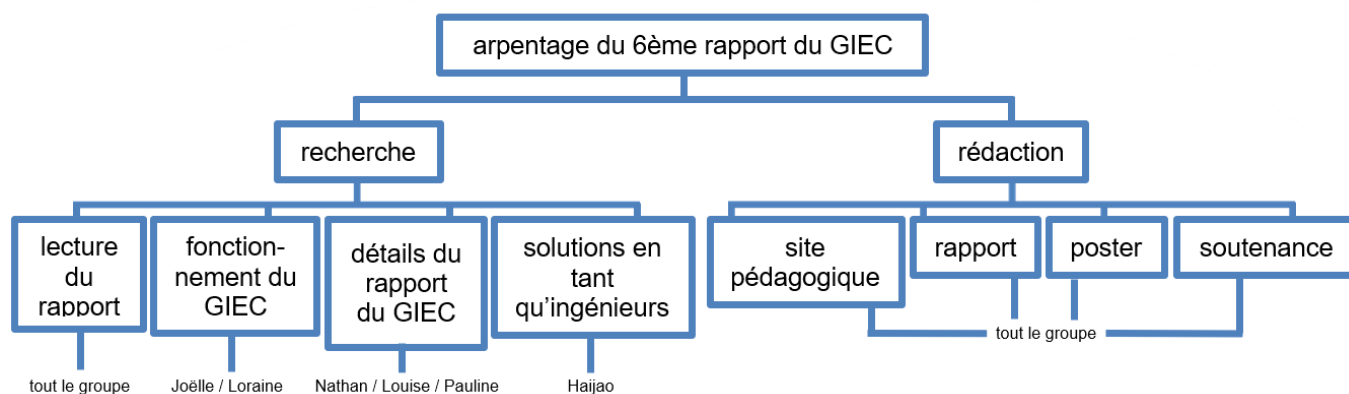 arpentage du 6ème rapport du GIEC
recherche
rédaction
lecture
du
rapport
fonction-
nement du
GIEC
détails du
rapport
du GIEC
solutions en
tant
qu'ingénieurs
site
pédagogique
rapport
poster
soutenance
tout le groupe
tout le groupe
Joëlle / Loraine
Nathan / Louise / Pauline
Haijao